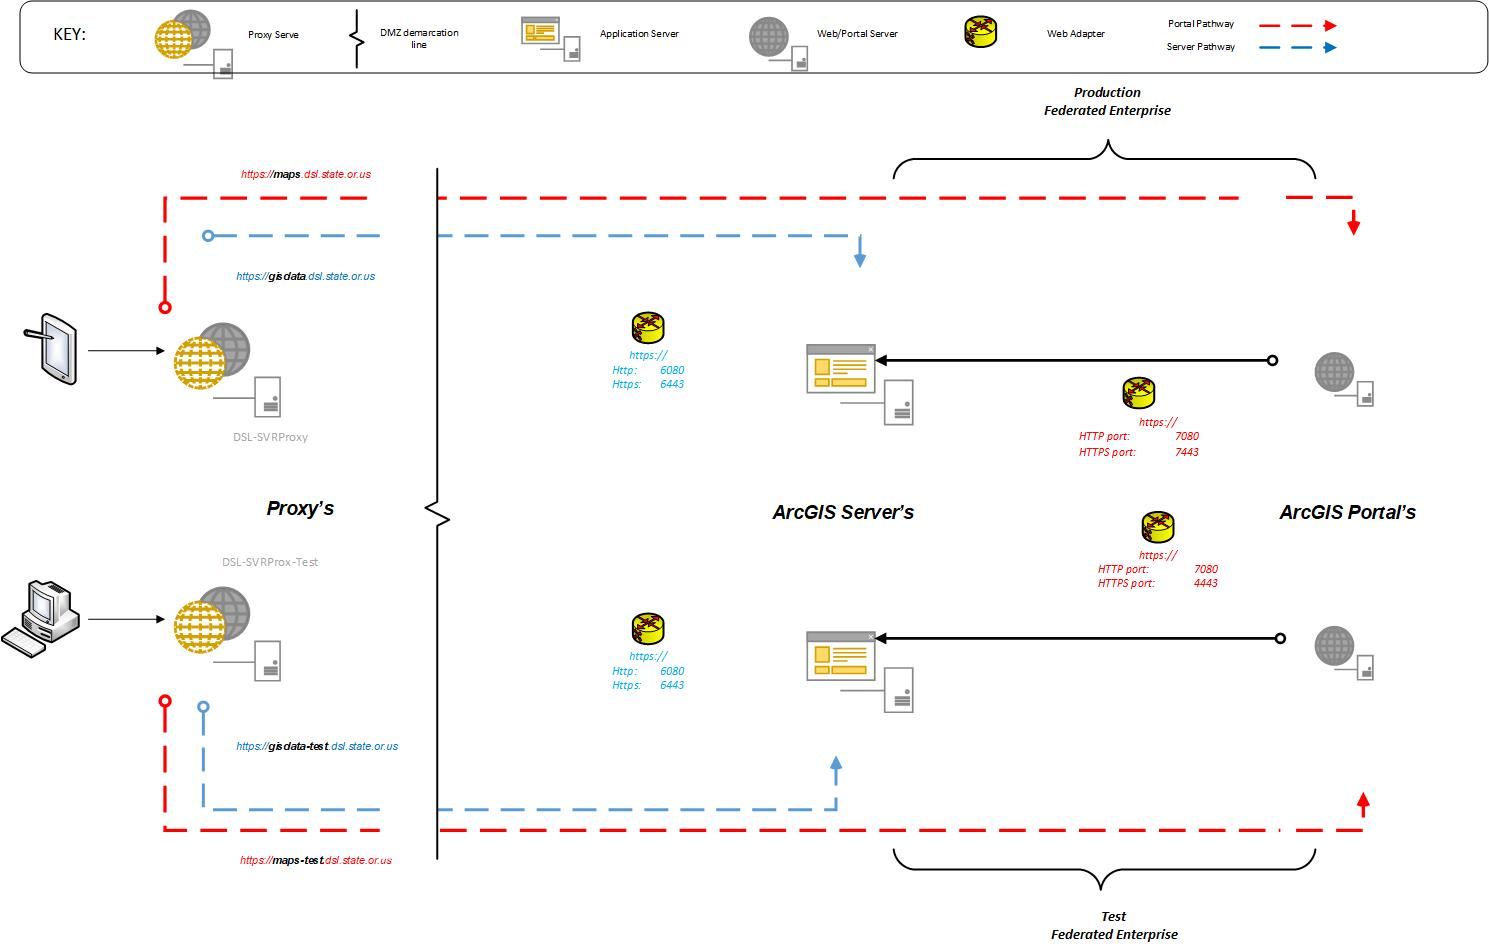 KEY:
Proxy Serve
DMZ demarcation
line
Application Server
Web/Portal Server
Web Adapter
Portal Pathway
Server Pathway
Production
Federated Enterprise
https://maps.dsl.state.or.us
https://gisdata.dsl.state.or.us
https://
Http: 6080
Https: 6443
https://
HTTP port: 7080
HTTPS port: 7443
DSL-SVRProxy
Proxy's
ArcGIS Server's
ArcGIS Portal's
https://
HTTP port: 7080
HTTPS port: 4443
DSL-SVRProx-Test
https://
Http: 6080
Https: 6443
https://gisdata-test.dsl.state.or.us
https://maps-test.dsl.state.or.us
Test
Federated Enterprise